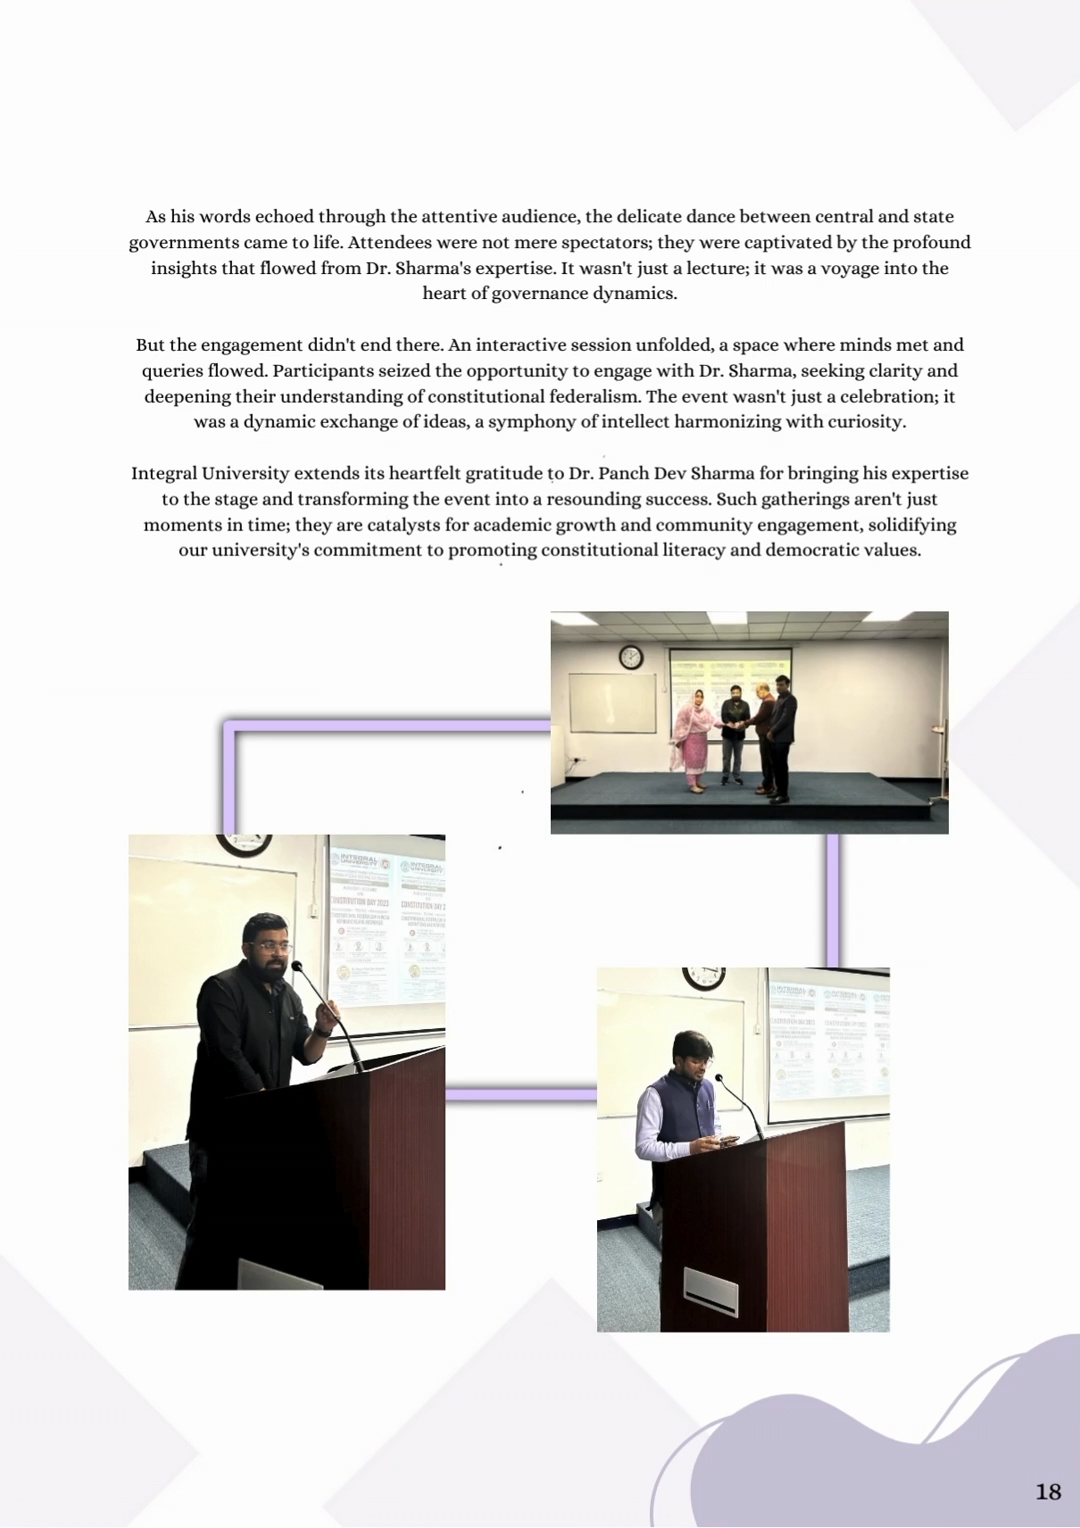 As his words echoed through the attentive audience, the delicate dance between central and state
governments came to life. Attendees were not mere spectators; they were captivated by the profound
insights that flowed from Dr. Sharma's expertise. It wasn't just a lecture; it was a voyage into the
heart of governance dynamics.
But the engagement didn't end there. An interactive session unfolded, a space where minds met and
queries flowed. Participants seized the opportunity to engage with Dr. Sharma, seeking clarity and
deepening their understanding of constitutional federalism. The event wasn't just a celebration; it
was a dynamic exchange of ideas, a symphony of intellect harmonizing with curiosity.
Integral University extends its heartfelt gratitude to Dr. Panch Dev Sharma for bringing his expertise
to the stage and transforming the event into a resounding success. Such gatherings aren't just
moments in time; they are catalysts for academic growth and community engagement, solidifying
our university's commitment to promoting constitutional literacy and democratic values.
INTEGRAL
CONSTITUTION DAY 2023
18